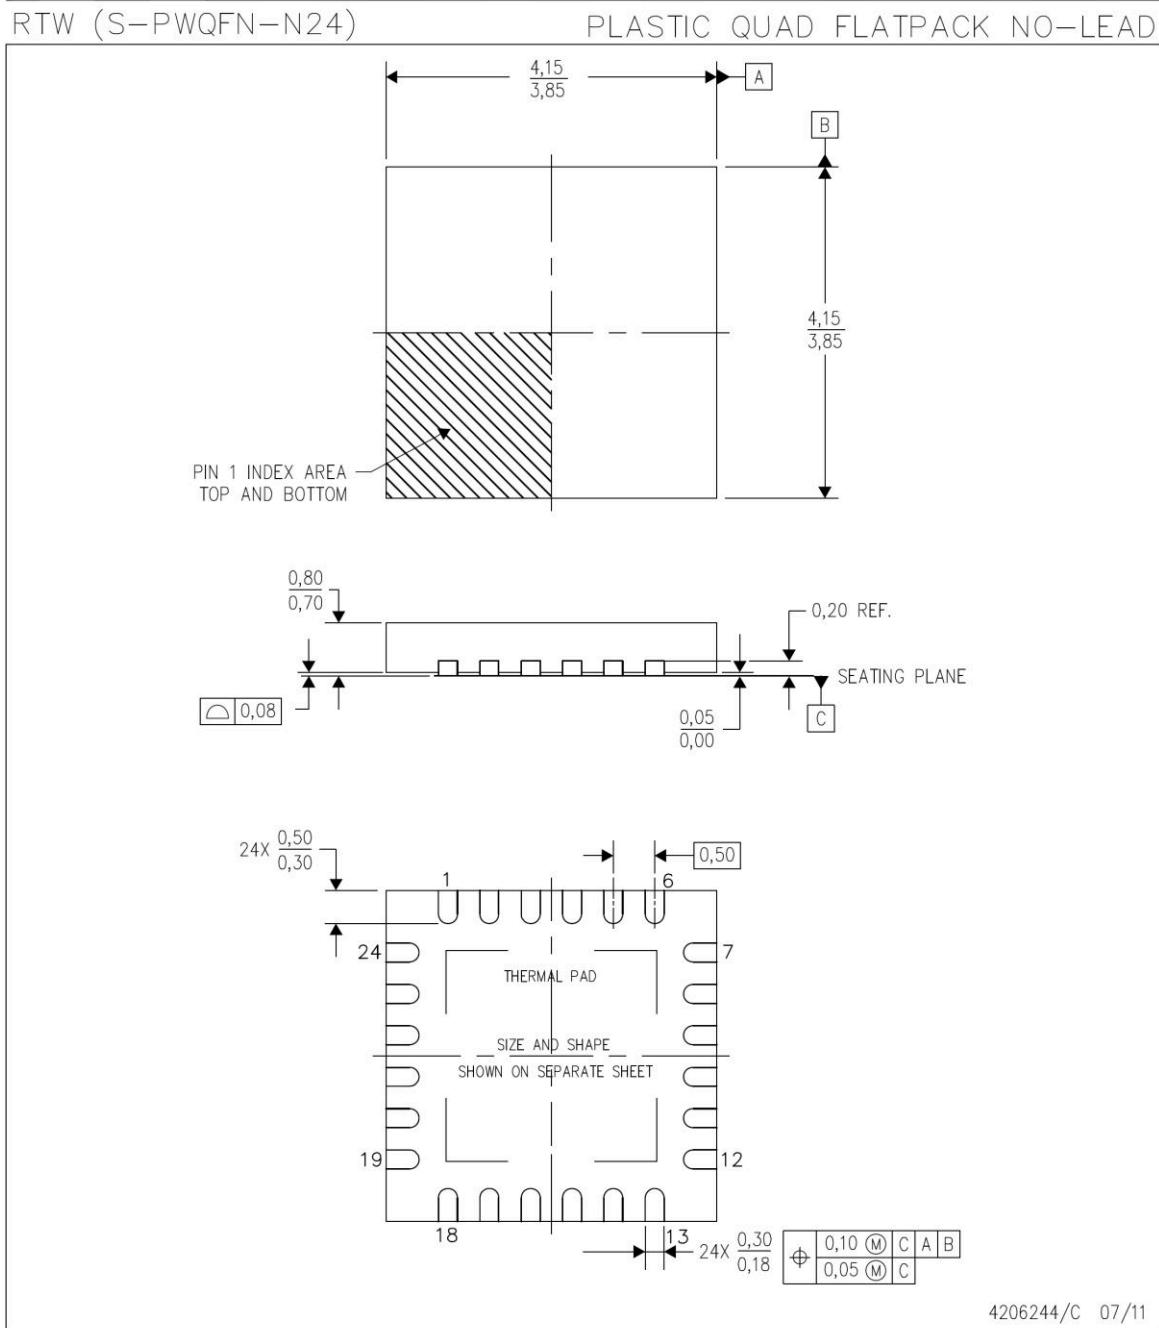 RTW (S-PWQFN-N24) PLASTIC QUAD FLATPACK NO-LEAD
4,15
3,85
A
B
4,15
3,85
PIN 1 INDEX AREA
TOP AND BOTTOM
0,80
0,70
0,20 REF.
SEATING PLANE
0,08
0,05
0,00
C
24X 0,50
0,30
0,50
1 6
24 7
THERMAL PAD
SIZE AND SHAPE
SHOWN ON SEPARATE SHEET
19 12
18 13
24X 0,30
0,18
0,10 Ⓜ C A B
0,05 Ⓜ C
4206244/C 07/11